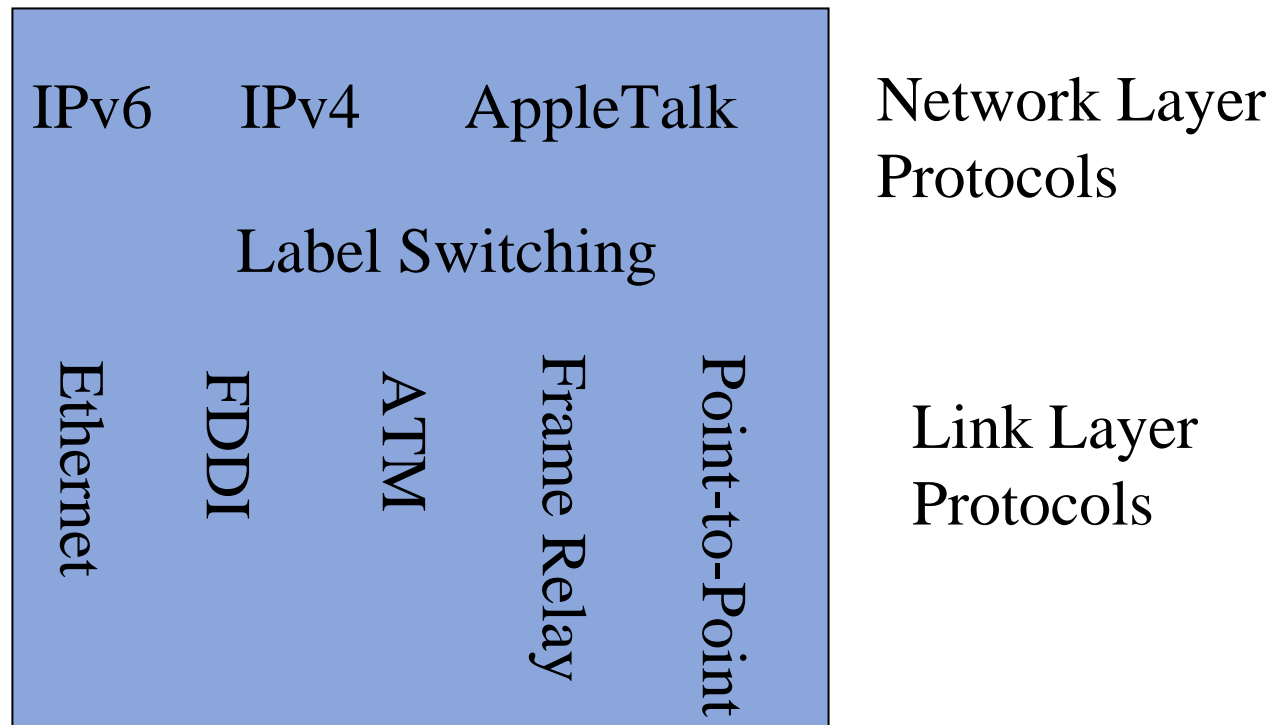 IPv6 IPv4 AppleTalk
Network Layer
Protocols
Label Switching
Ethernet
FDDI
ATM
Frame Relay
Point-to-Point
Link Layer
Protocols